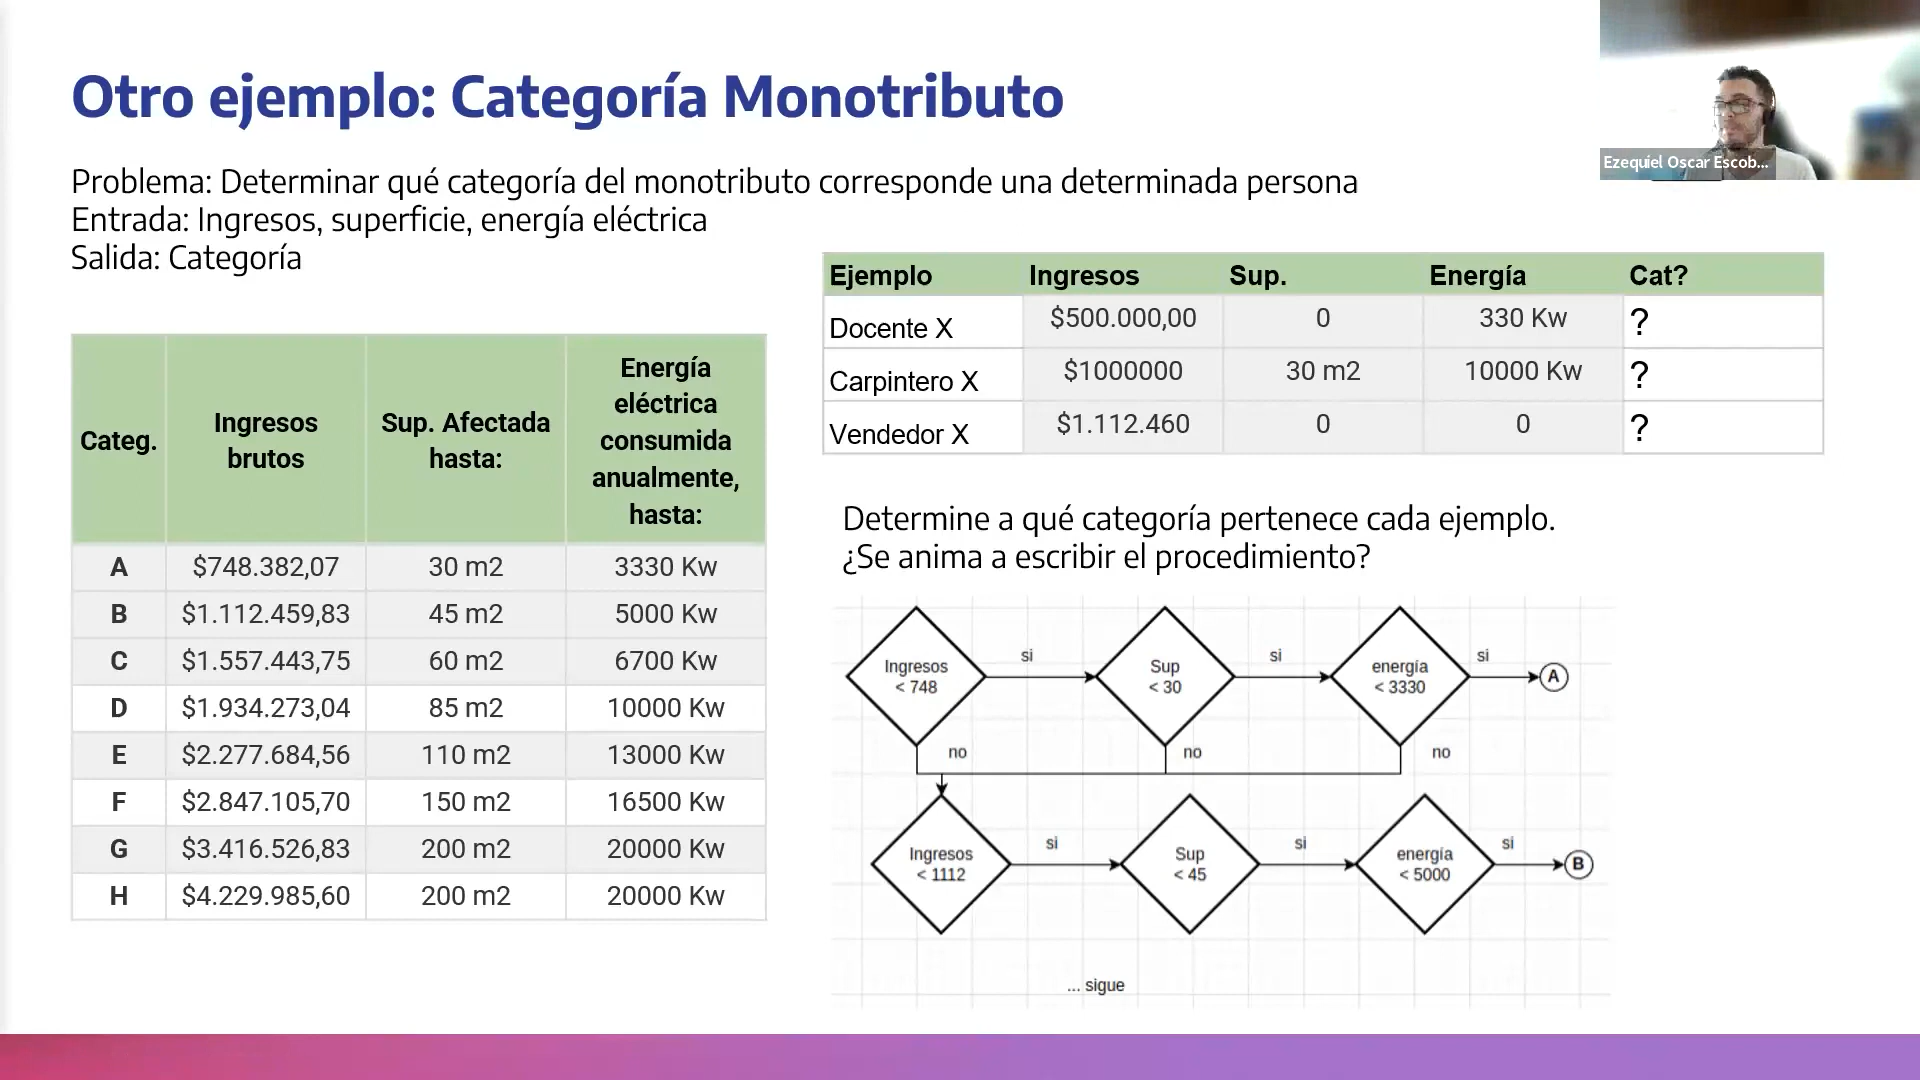 Otro ejemplo: Categoría Monotributo
Ezequiel Oscar Escob...
Problema: Determinar qué categoría del monotributo corresponde una determinada persona
Entrada: Ingresos, superficie, energía eléctrica
Salida: Categoría
Categ. Ingresos brutos Sup. Afectada hasta: Energía eléctrica consumida anualmente, hasta:
A $748.382,07 30 m2 3330 Kw
B $1.112.459,83 45 m2 5000 Kw
C $1.557.443,75 60 m2 6700 Kw
D $1.934.273,04 85 m2 10000 Kw
E $2.277.684,56 110 m2 13000 Kw
F $2.847.105,70 150 m2 16500 Kw
G $3.416.526,83 200 m2 20000 Kw
H $4.229.985,60 200 m2 20000 Kw
Ejemplo Ingresos Sup. Energía Cat?
Docente X $500.000,00 0 330 Kw ?
Carpintero X $1000000 30 m2 10000 Kw ?
Vendedor X $1.112.460 0 0 ?
Determine a qué categoría pertenece cada ejemplo.
¿Se anima a escribir el procedimiento?
Ingresos
< 748
si
Sup
< 30
si
energía
< 3330
si
A
no
no
no
Ingresos
< 1112
si
Sup
< 45
si
energía
< 5000
si
B
... sigue